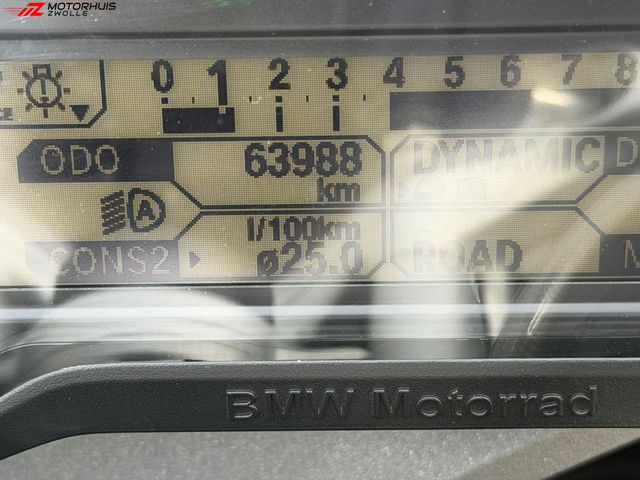 MOTORHUIS
ZWOLLE
0 1 2 3 4 5 6 7 8
ODO 63988 DYNAMIC D
km
A
l/100km
CONS2 ø25.0 ROAD M
BMW Motorrad